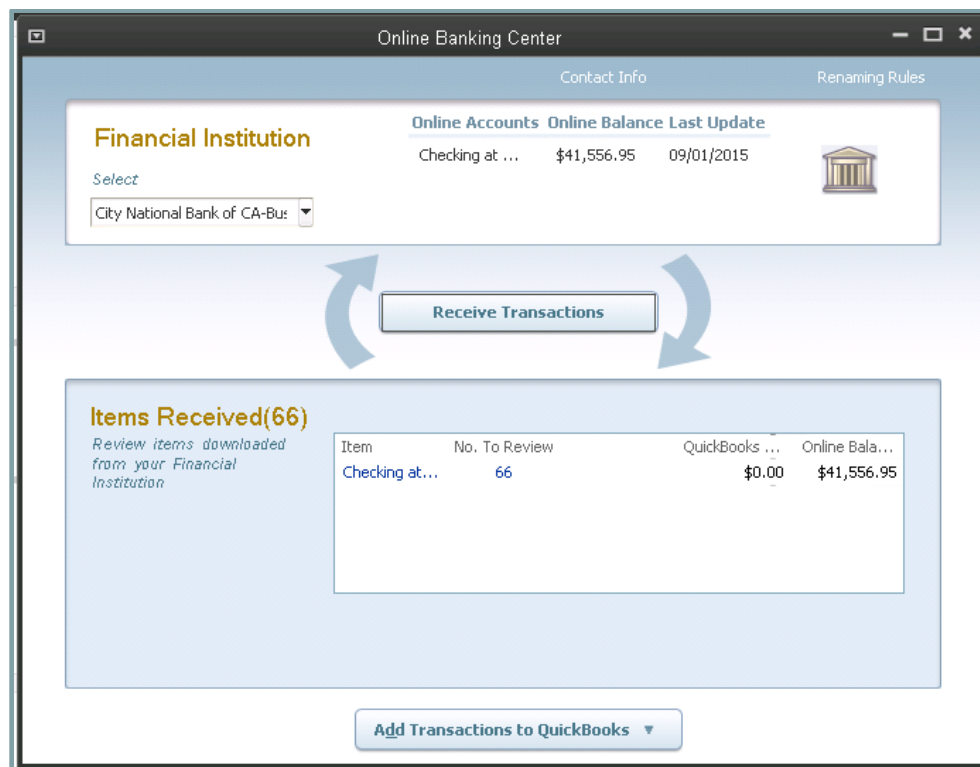 Online Banking Center
Contact Info Renaming Rules
Financial Institution
Select
City National Bank of CA-Bus
Online Accounts Online Balance Last Update
Checking at ... $41,556.95 09/01/2015
Receive Transactions
Items Received(66)
Review items downloaded
from your Financial
Institution
Item No. To Review QuickBooks ... Online Bala...
Checking at... 66 $0.00 $41,556.95
Add Transactions to QuickBooks